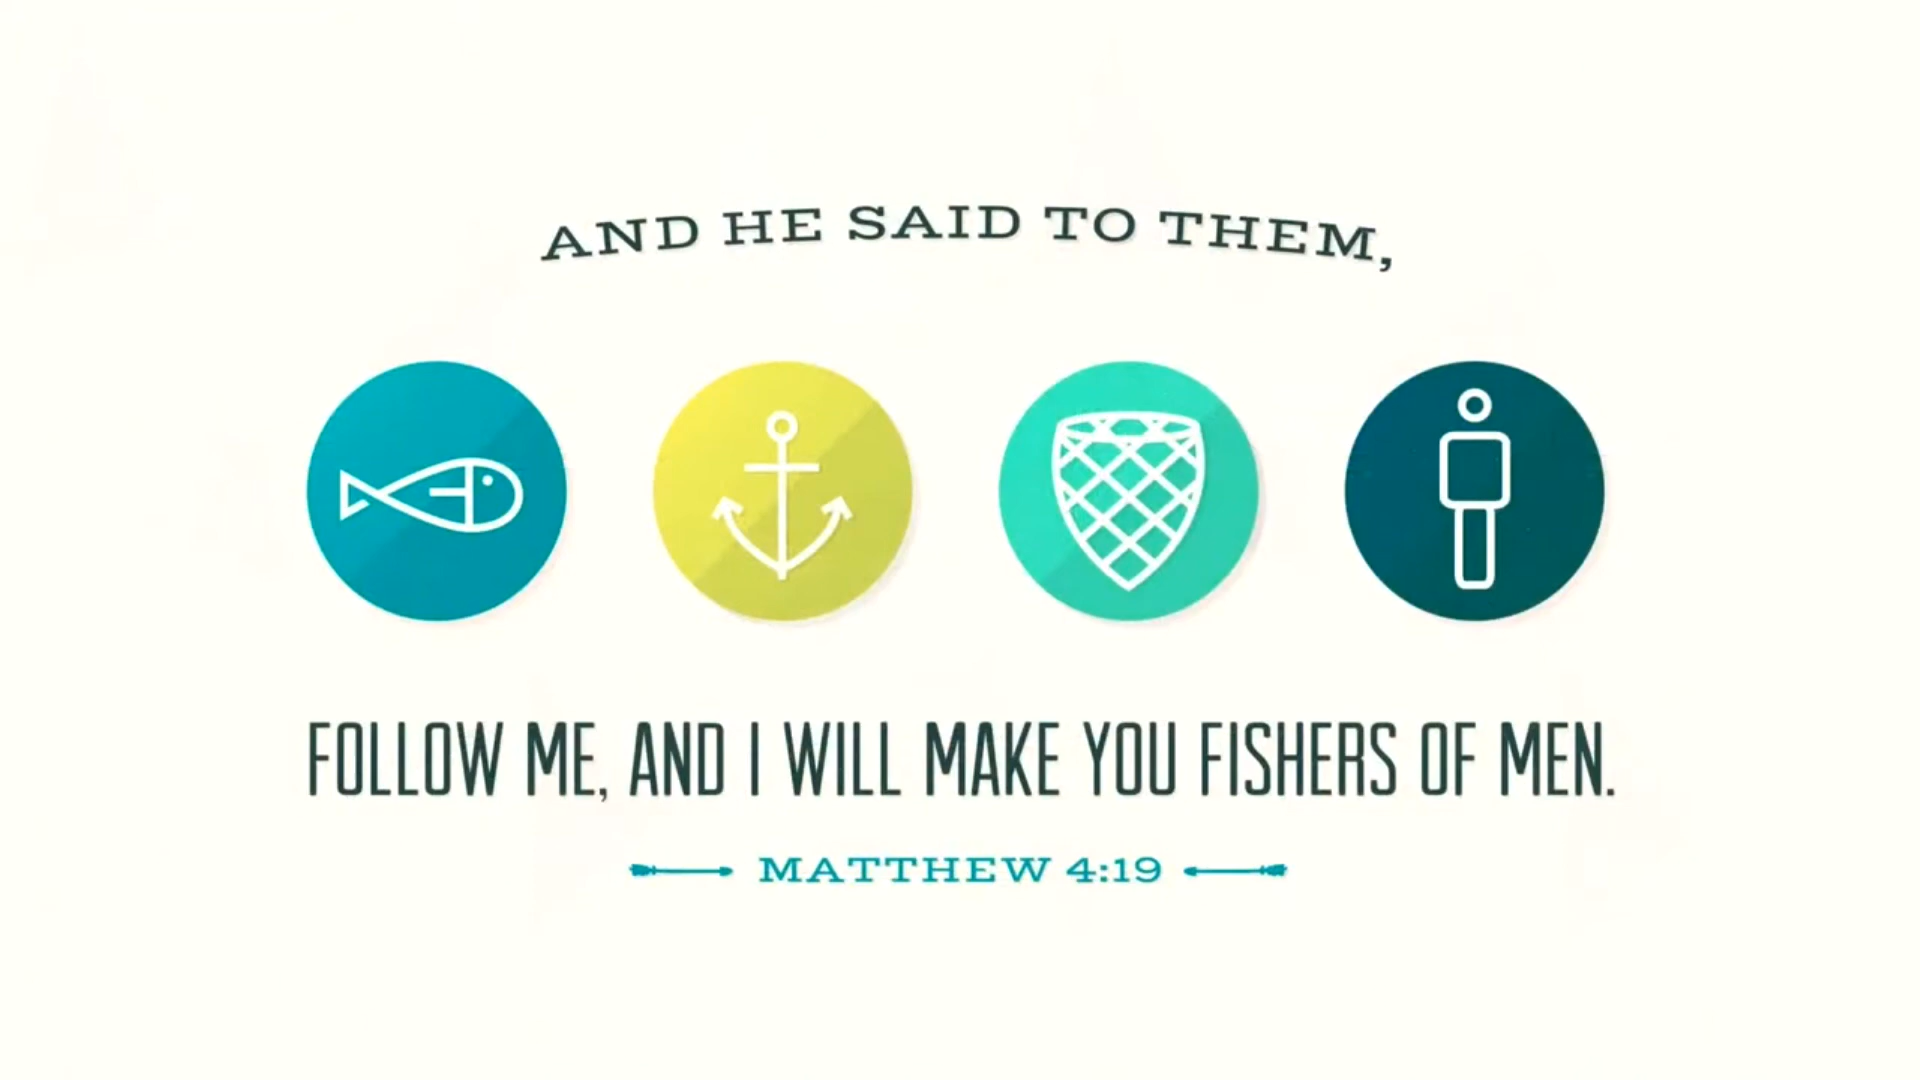 AND HE SAID TO THEM,
FOLLOW ME, AND I WILL MAKE YOU FISHERS OF MEN.
MATTHEW 4:19